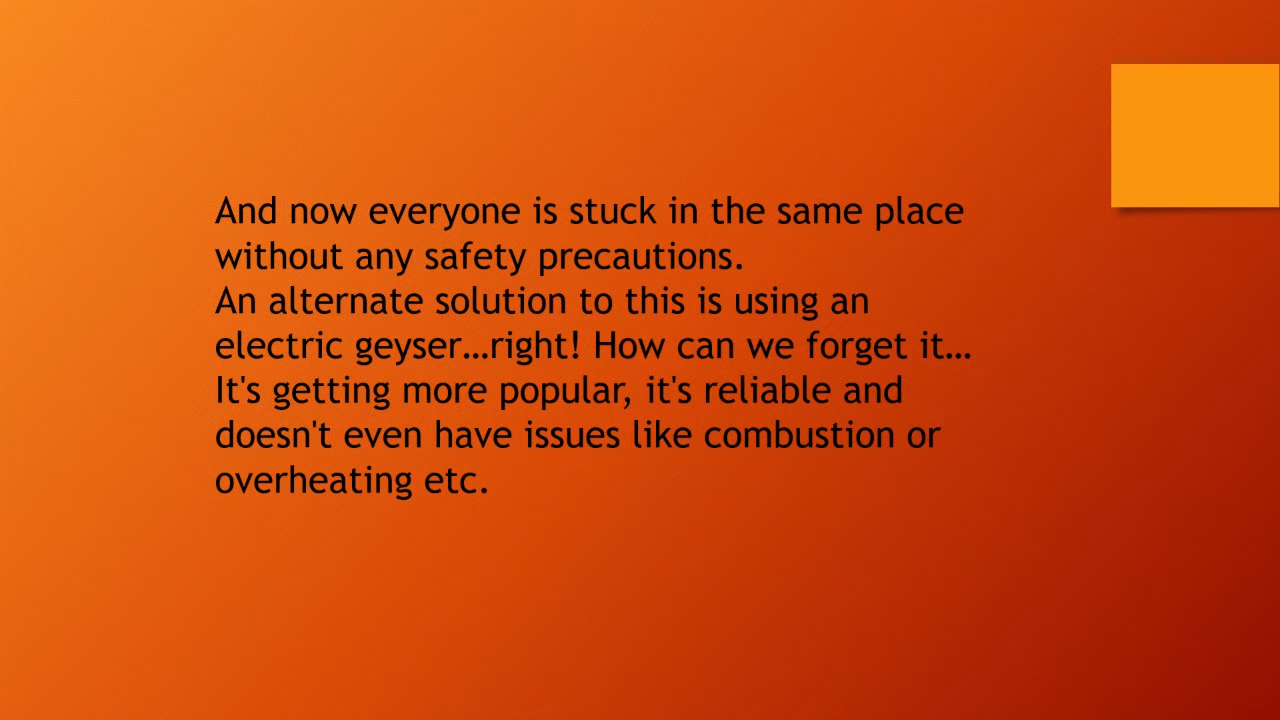 And now everyone is stuck in the same place
without any safety precautions.
An alternate solution to this is using an
electric geyser…right! How can we forget it…
It's getting more popular, it's reliable and
doesn't even have issues like combustion or
overheating etc.